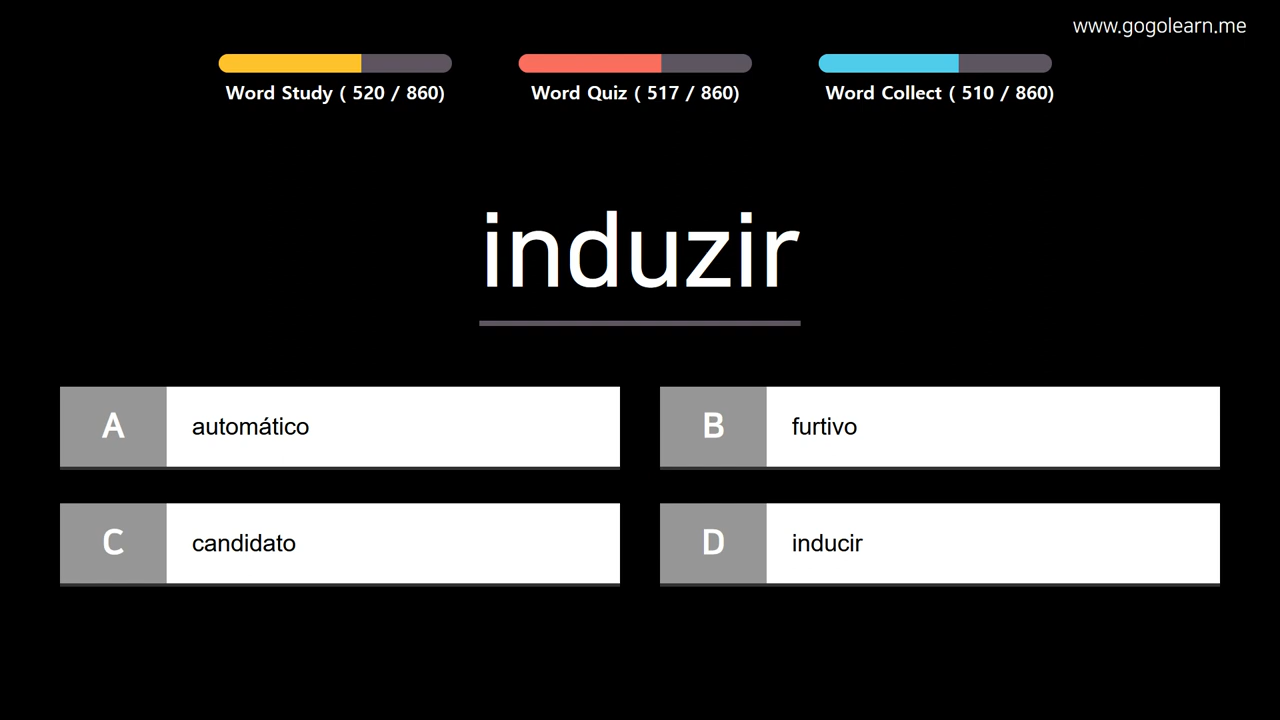 www.gogolearn.me
Word Study ( 520 / 860)
Word Quiz ( 517 / 860)
Word Collect ( 510 / 860)
induzir
A automático
B furtivo
C candidato
D inducir